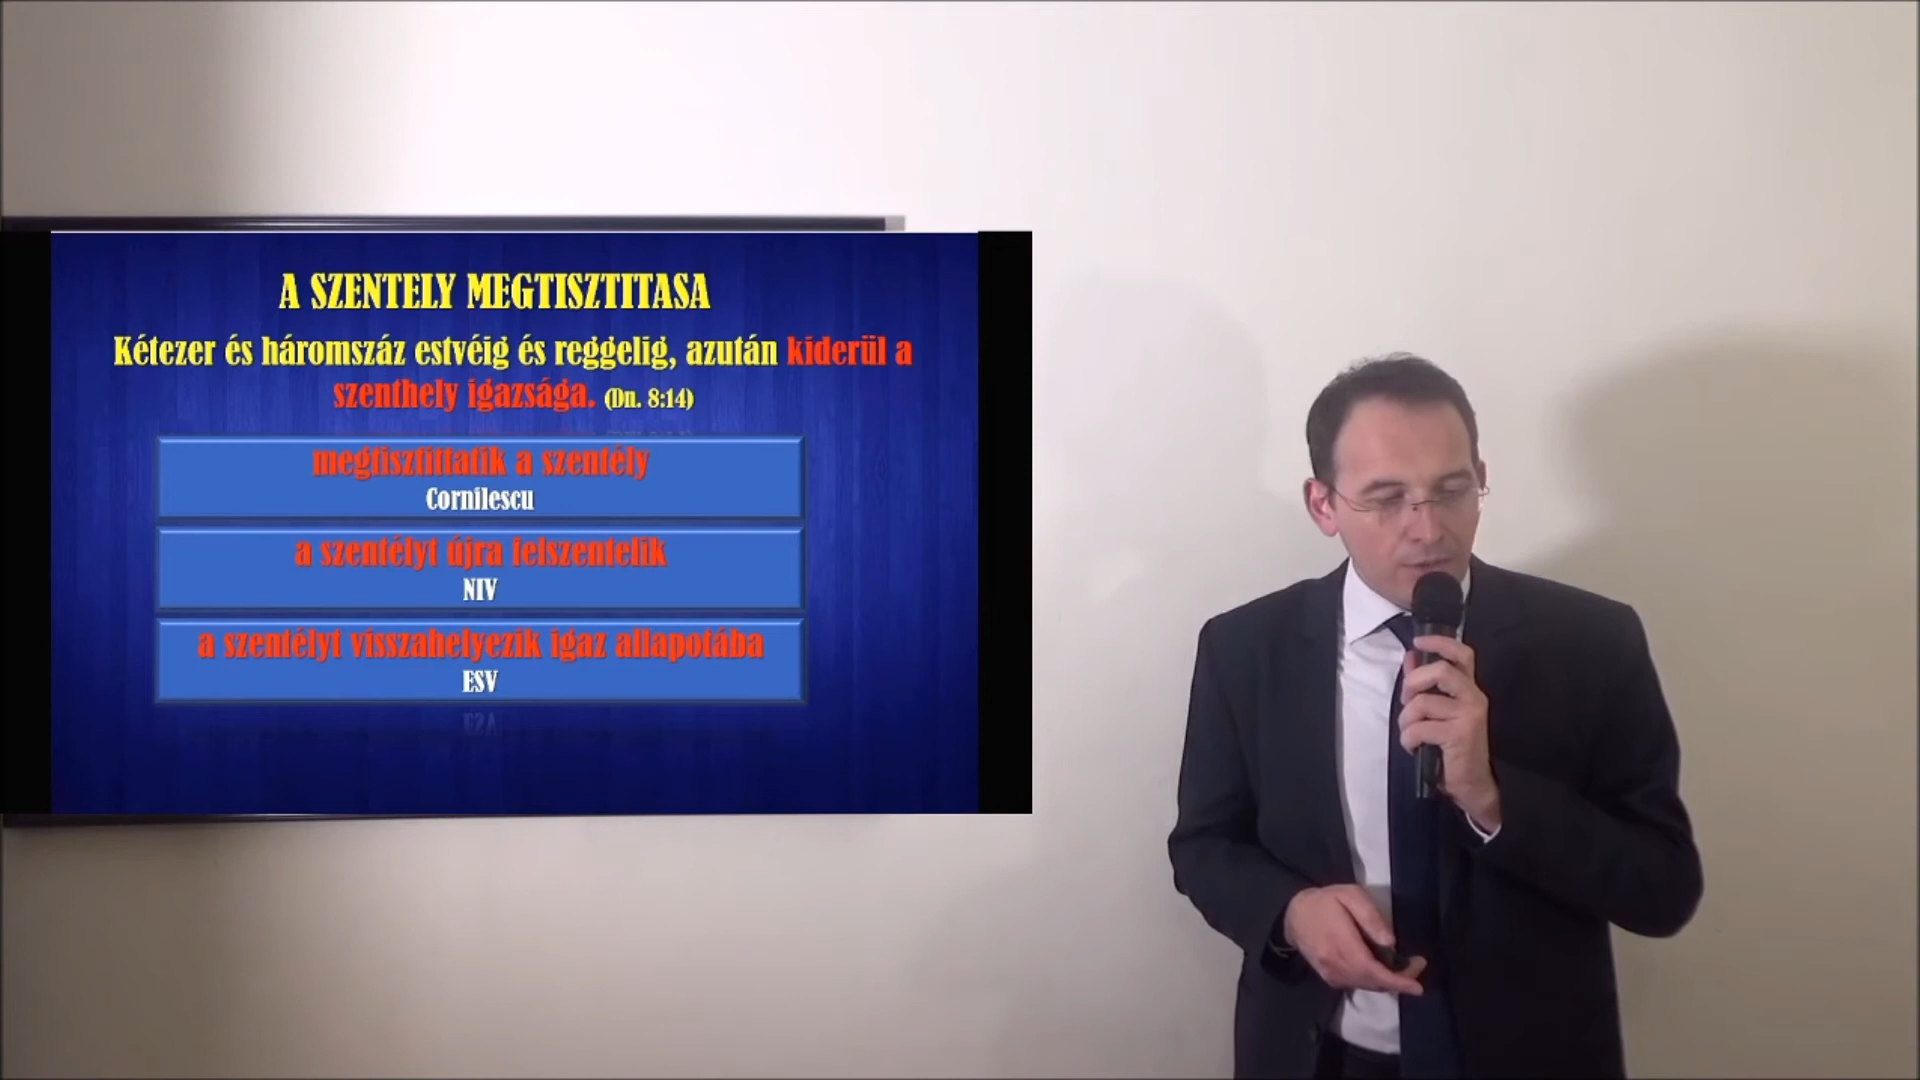 A SZENTELY MEGTISZTITASA
Kétezer és háromszáz estvéig és reggelig, azután kiderül a
szenthely igazsága. (Dn. 8:14)
megtisztittatik a szentély
Cornilescu
a szentélyt újra felszentelik
NIV
a szentélyt visszahelyezik igaz allapotába
ESV